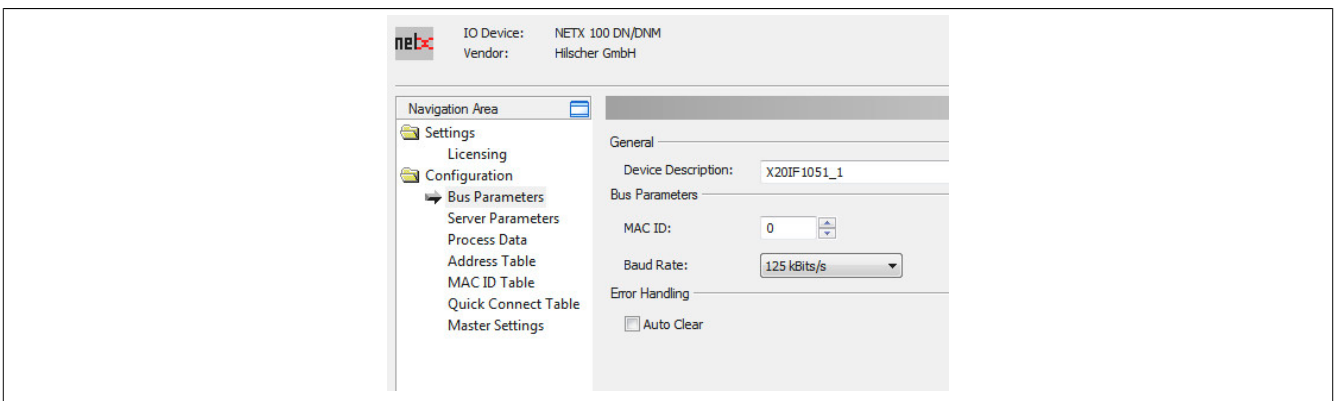 netx
IO Device: NETX 100 DN/DNM
Vendor: Hilscher GmbH
Navigation Area
Settings
Licensing
Configuration
Bus Parameters
Server Parameters
Process Data
Address Table
MAC ID Table
Quick Connect Table
Master Settings
General
Device Description: X20IF1051_1
Bus Parameters
MAC ID: 0
Baud Rate: 125 kBits/s
Error Handling
Auto Clear